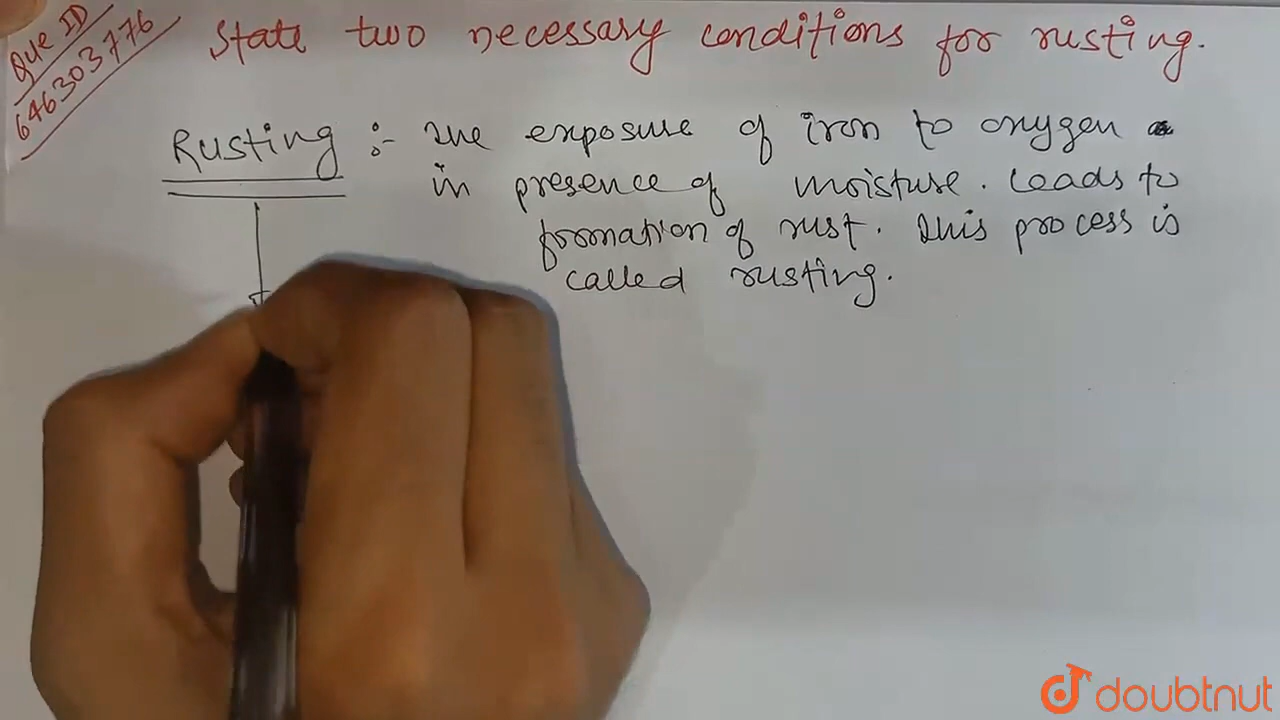 Que ID
646303776
State two necessary conditions for rusting.
Rusting :- The exposure of iron to oxygen
in presence of moisture. Leads to
formation of rust. This process is
called rusting.
doubtnut